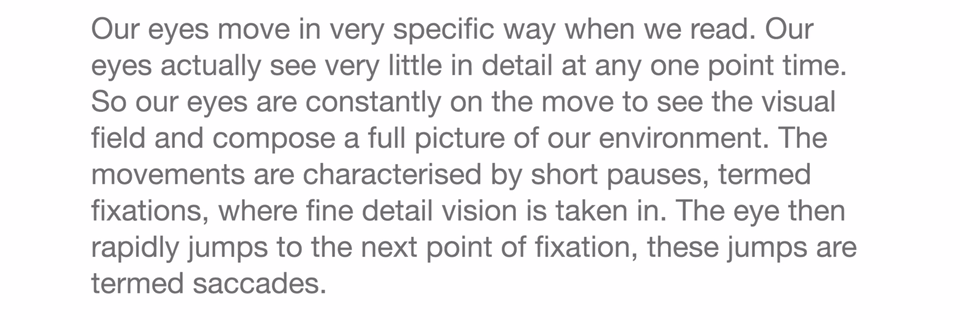 Our eyes move in very specific way when we read. Our
eyes actually see very little in detail at any one point time.
So our eyes are constantly on the move to see the visual
field and compose a full picture of our environment. The
movements are characterised by short pauses, termed
fixations, where fine detail vision is taken in. The eye then
rapidly jumps to the next point of fixation, these jumps are
termed saccades.